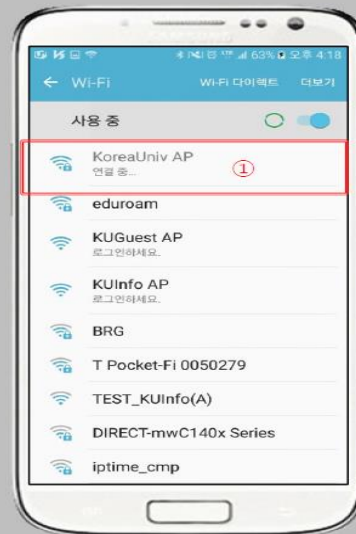 63% 오후 4:18
Wi-Fi Wi-Fi 다이렉트 더보기
사용 중
KoreaUniv AP
연결 중...
①
eduroam
KUGuest AP
로그인하세요.
KUInfo AP
로그인하세요.
BRG
T Pocket-Fi 0050279
TEST_KUInfo(A)
DIRECT-mwC140x Series
iptime_cmp